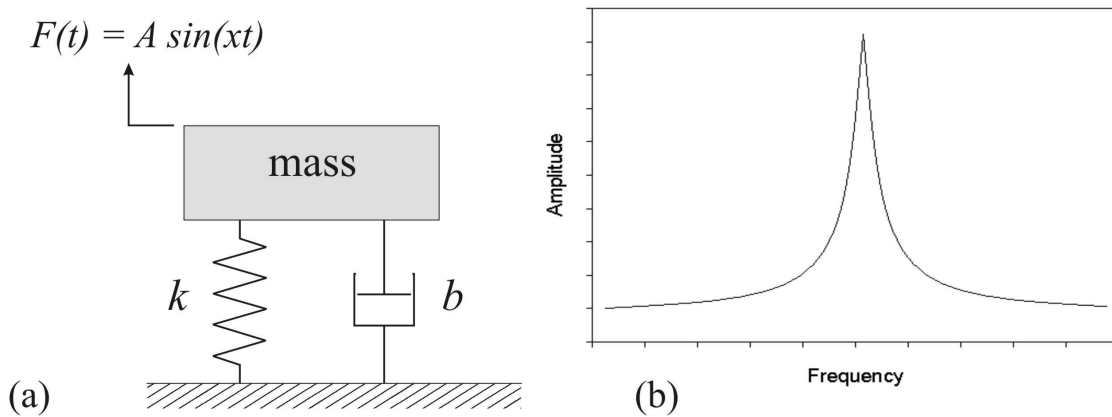 F(t) = A sin(xt)
mass
k
b
(a)
Amplitude
Frequency
(b)